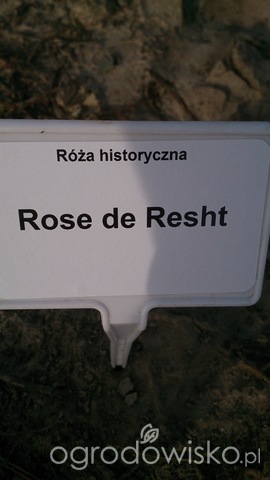 Róża historyczna
Rose de Resht
ogrodowisko.pl